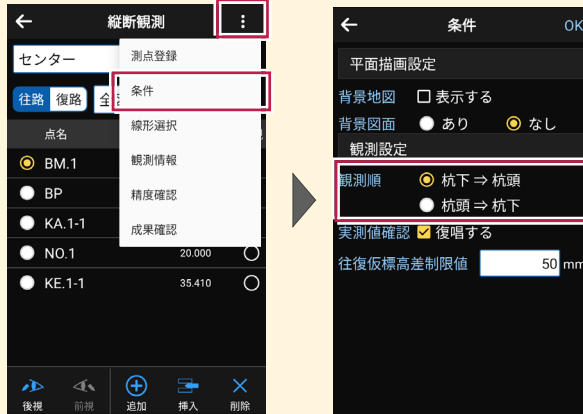 縦断観測
センター
測点登録
条件
線形選択
観測情報
精度確認
成果確認
往路 復路
点名
BM.1
BP
KA.1-1
NO.1 20.000
KE.1-1 35.410
後視 前視 追加 挿入 削除
条件 OK
平面描画設定
背景地図 表示する
背景図面 あり なし
観測設定
観測順 杭下 ⇒ 杭頭
杭頭 ⇒ 杭下
実測値確認 復唱する
往復仮標高差制限値 50 mm